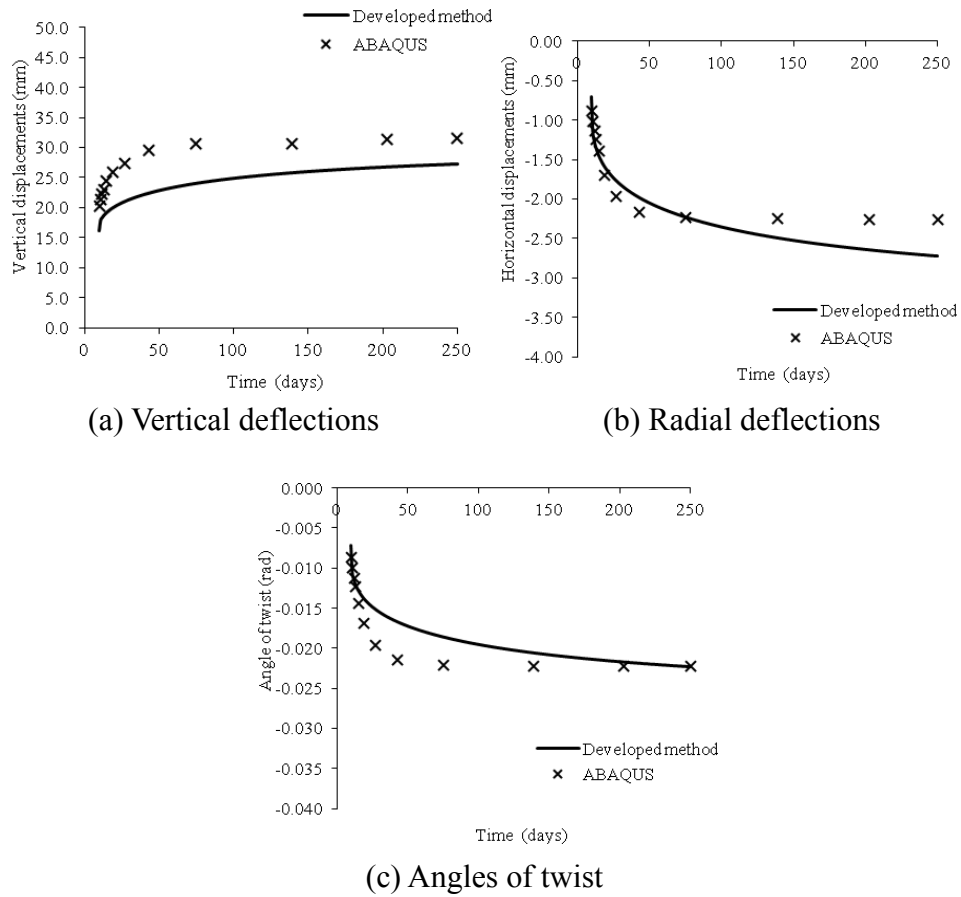 Developed method
ABAQUS
Vertical displacements (mm)
50.0
45.0
40.0
35.0
30.0
25.0
20.0
15.0
10.0
5.0
0.0
0 50 100 150 200 250
Time (days)
(a) Vertical deflections
Horizontal displacements (mm)
0.00
-0.50
-1.00
-1.50
-2.00
-2.50
-3.00
-3.50
-4.00
0 50 100 150 200 250
Developed method
ABAQUS
Time (days)
(b) Radial deflections
Angle of twist (rad)
0.000
-0.005
-0.010
-0.015
-0.020
-0.025
-0.030
-0.035
-0.040
0 50 100 150 200 250
Developed method
ABAQUS
Time (days)
(c) Angles of twist